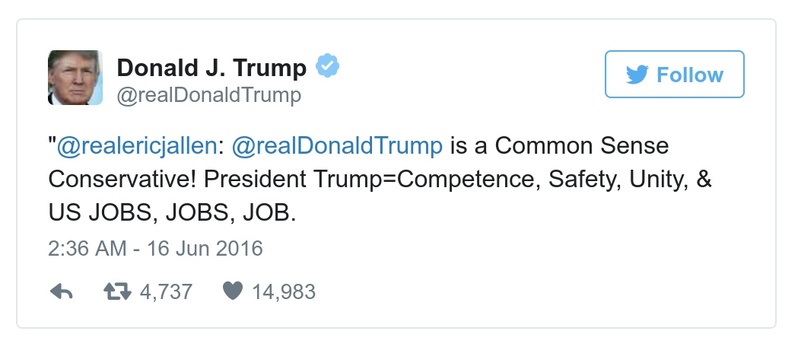 Donald J. Trump
@realDonaldTrump
Follow
"@realericjallen: @realDonaldTrump is a Common Sense
Conservative! President Trump=Competence, Safety, Unity, &
US JOBS, JOBS, JOB.
2:36 AM - 16 Jun 2016
4,737 14,983